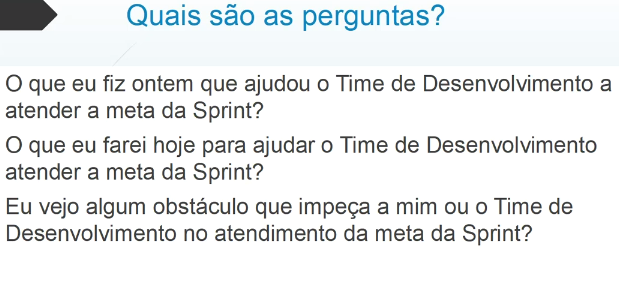 Quais são as perguntas?
O que eu fiz ontem que ajudou o Time de Desenvolvimento a
atender a meta da Sprint?
O que eu farei hoje para ajudar o Time de Desenvolvimento
atender a meta da Sprint?
Eu vejo algum obstáculo que impeça a mim ou o Time de
Desenvolvimento no atendimento da meta da Sprint?